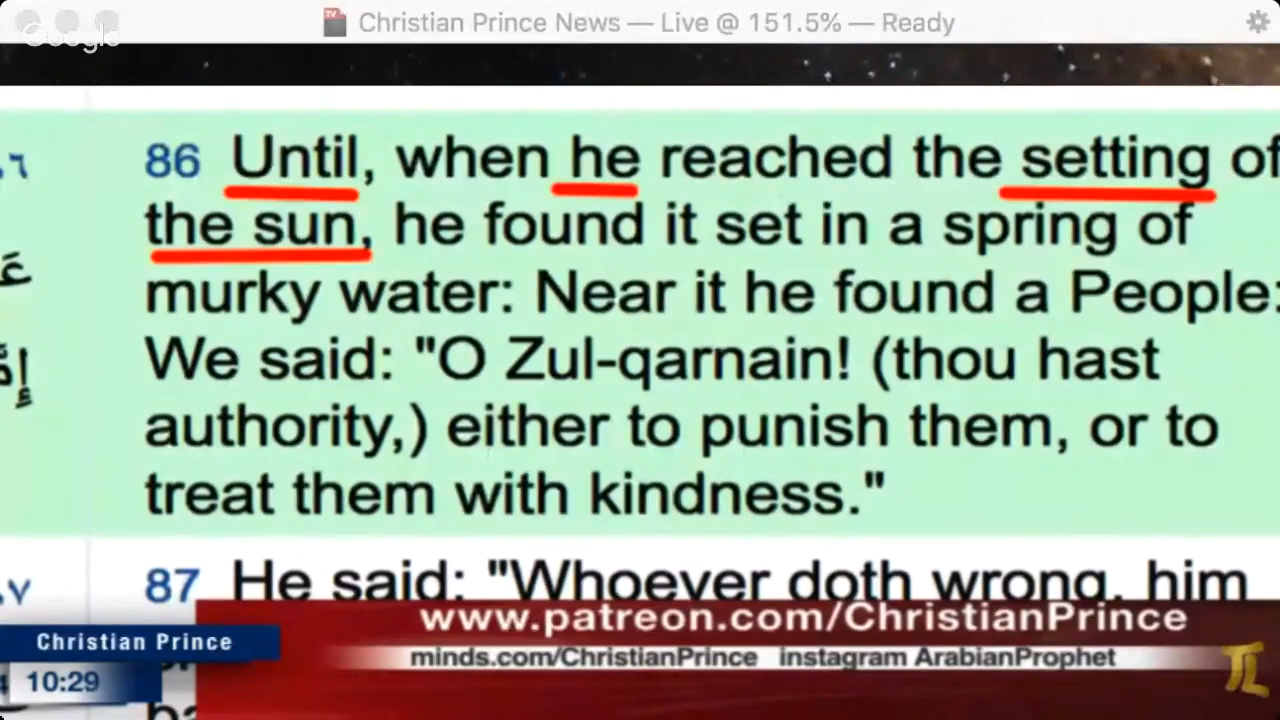 Christian Prince News — Live @ 151.5% — Ready
Google
86 Until, when he reached the setting of
the sun, he found it set in a spring of
murky water: Near it he found a People:
We said: "O Zul-qarnain! (thou hast
authority,) either to punish them, or to
treat them with kindness."
87 He said: "Whoever doth wrong, him
www.patreon.com/ChristianPrince
Christian Prince
minds.com/ChristianPrince instagram ArabianProphet
10:29